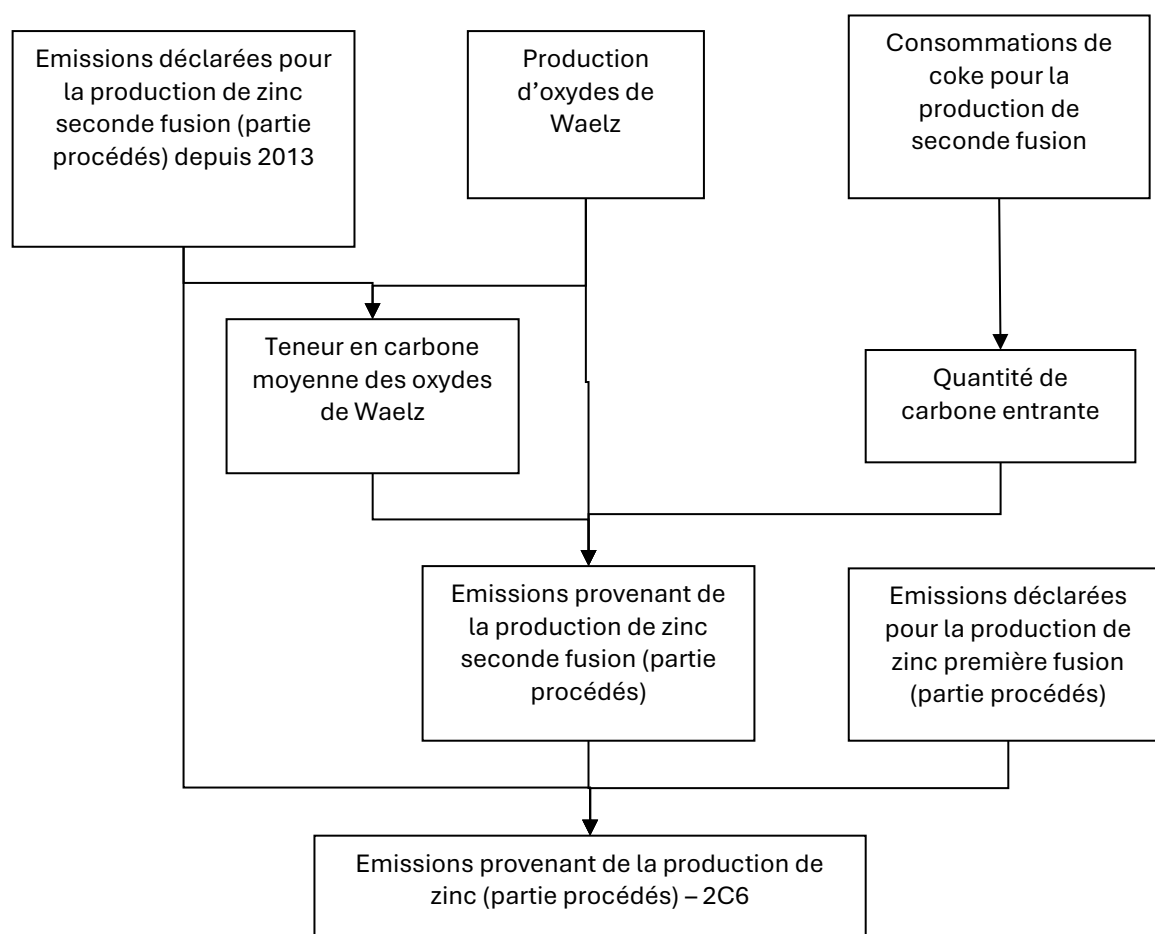 Emissions déclarées pour
la production de zinc
seconde fusion (partie
procédés) depuis 2013
Production
d’oxydes de
Waelz
Consommations de
coke pour la
production de
seconde fusion
Teneur en carbone
moyenne des oxydes
de Waelz
Quantité de
carbone entrante
Emissions provenant de
la production de zinc
seconde fusion (partie
procédés)
Emissions déclarées
pour la production de
zinc première fusion
(partie procédés)
Emissions provenant de la production de
zinc (partie procédés) – 2C6